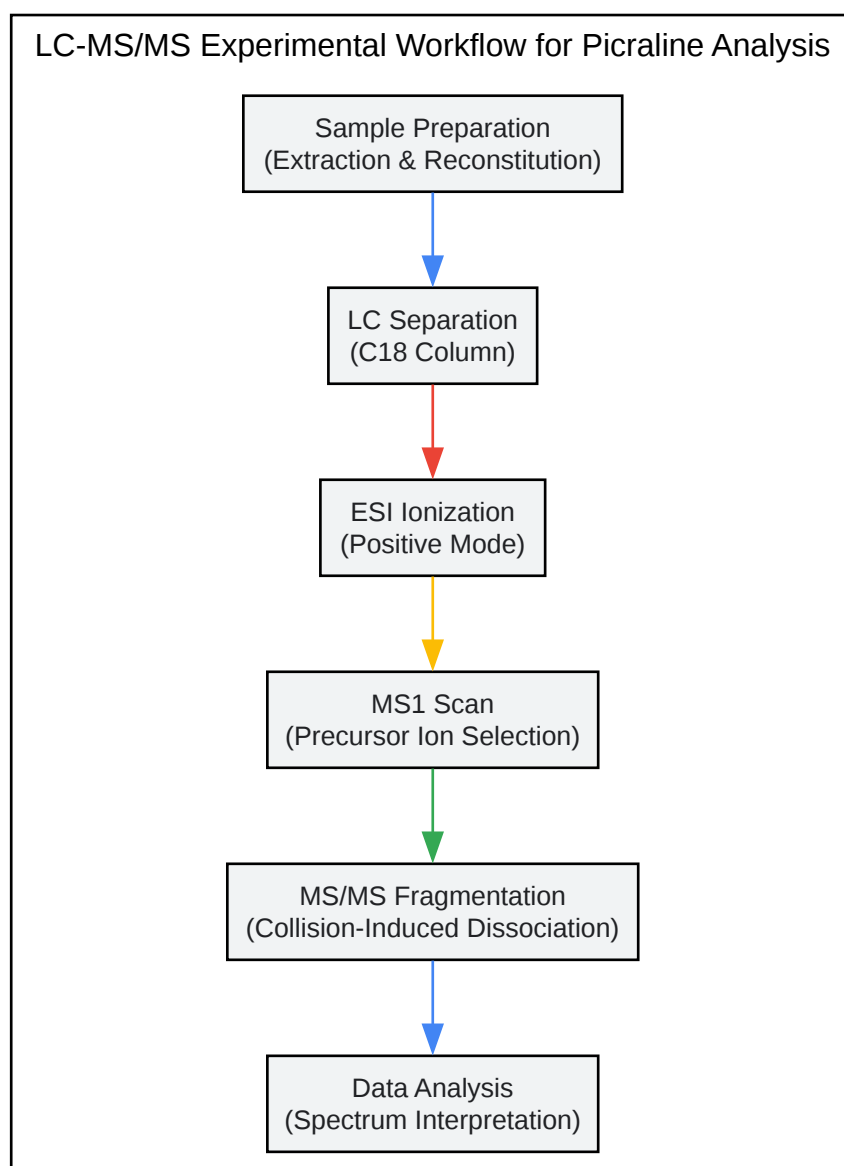 LC-MS/MS Experimental Workflow for Picraline Analysis
Sample Preparation
(Extraction & Reconstitution)
LC Separation
(C18 Column)
ESI Ionization
(Positive Mode)
MS1 Scan
(Precursor Ion Selection)
MS/MS Fragmentation
(Collision-Induced Dissociation)
Data Analysis
(Spectrum Interpretation)